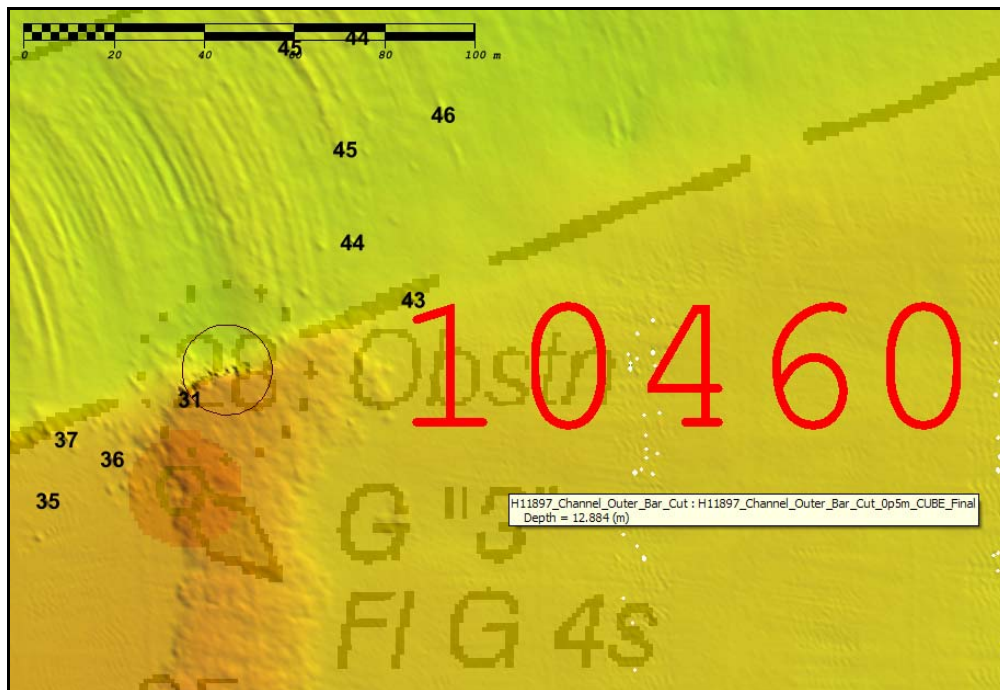 45 44
0 20 40 60 80 100 m
46
45
44
43
10460
Obstn
31
37
36
35
G "3"
H11897_Channel_Outer_Bar_Cut : H11897_Channel_Outer_Bar_Cut_0p5m_CUBE_Final
Depth = 12.884 (m)
Fl G 4s